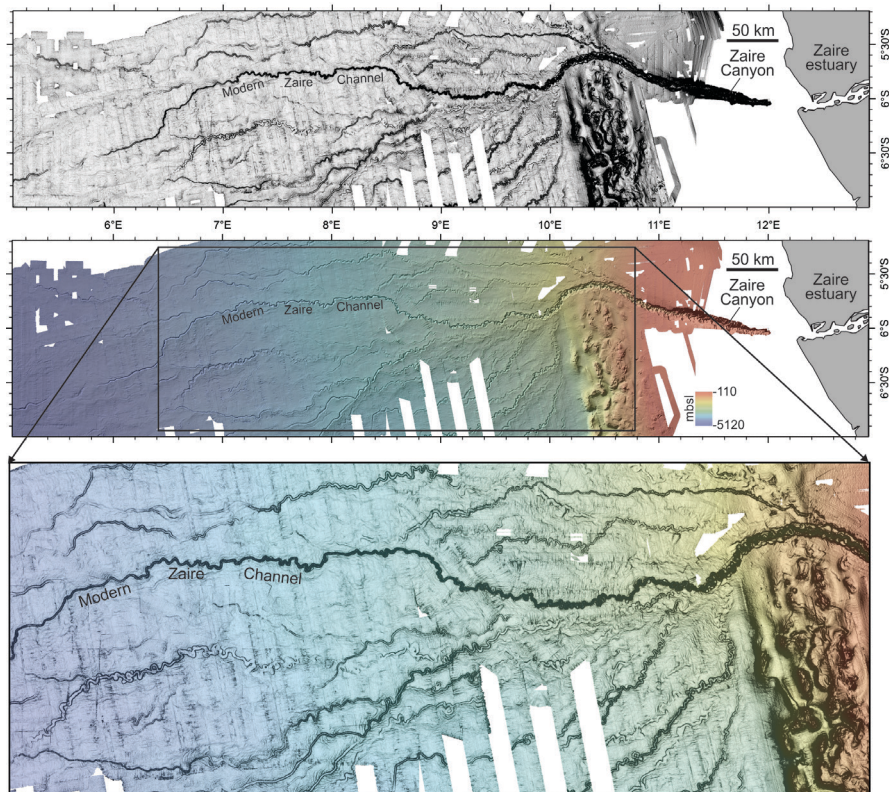 50 km
Zaire
Canyon
Zaire
estuary
Modern Zaire Channel
5°30'S
6°S
6°30'S
6°E 7°E 8°E 9°E 10°E 11°E 12°E
50 km
Zaire
Canyon
Zaire
estuary
Modern Zaire Channel
5°30'S
6°S
6°30'S
mbsl
-110
-5120
Modern Zaire Channel